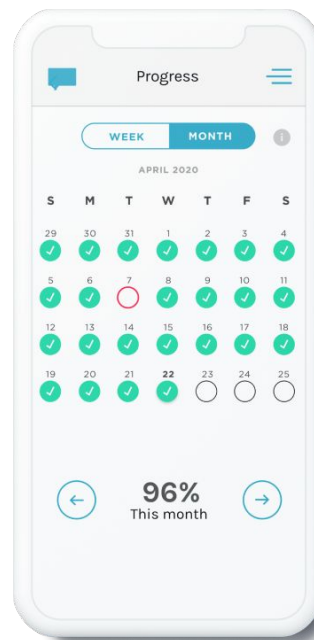 Progress
WEEK MONTH
i
APRIL 2020
S M T W T F S
29 30 31 1 2 3 4
5 6 7 8 9 10 11
12 13 14 15 16 17 18
19 20 21 22 23 24 25
96%
This month